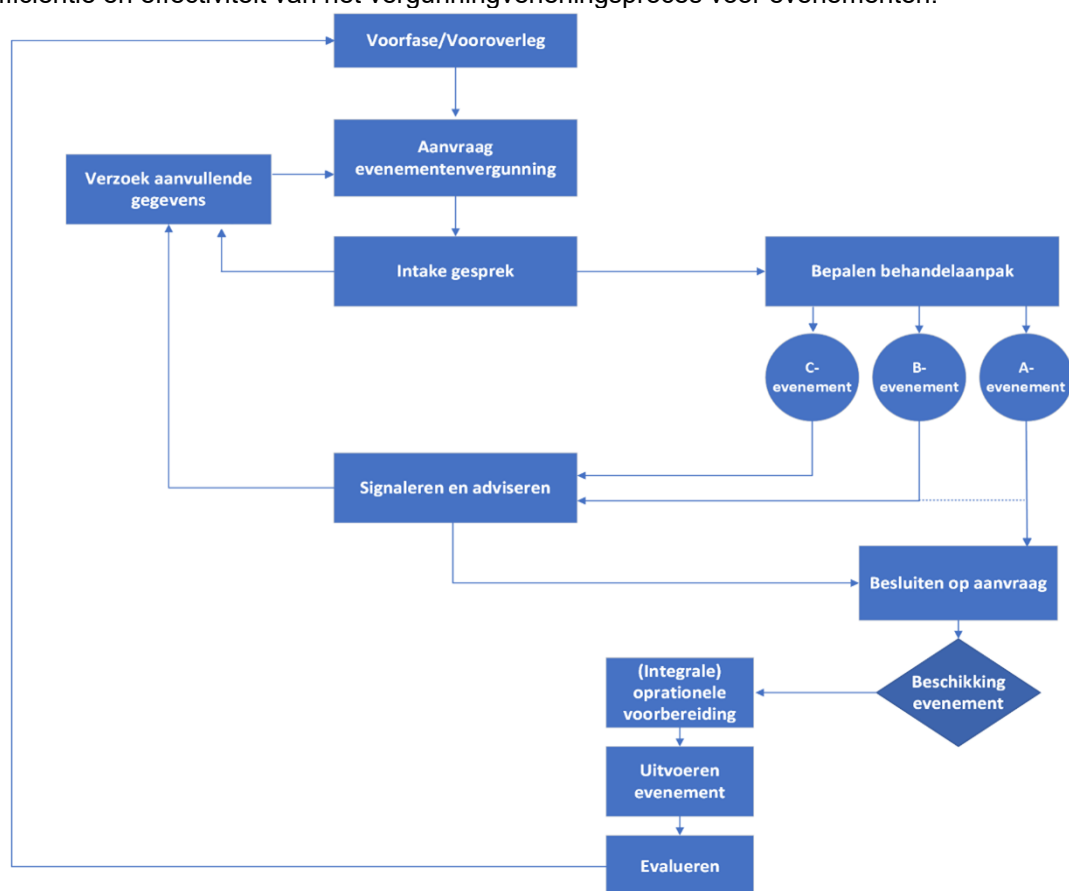 Voorfase/Vooroverleg
Aanvraag
evenementenvergunning
Verzoek aanvullende
gegevens
Intake gesprek
Bepalen behandelaanpak
C-
evenement
B-
evenement
A-
evenement
Signaleren en adviseren
Besluiten op aanvraag
Beschikking
evenement
(Integrale)
oprationele
voorbereiding
Uitvoeren
evenement
Evalueren